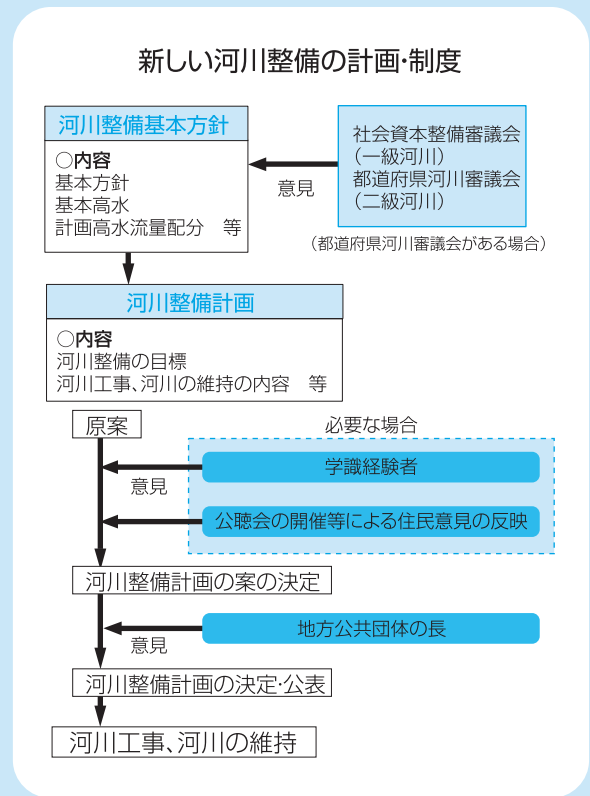 新しい河川整備の計画・制度
河川整備基本方針
○内容
基本方針
基本高水
計画高水流量配分　等
意見
社会資本整備審議会
（一級河川）
都道府県河川審議会
（二級河川）
（都道府県河川審議会がある場合）
河川整備計画
○内容
河川整備の目標
河川工事、河川の維持の内容　等
原案
必要な場合
意見
学識経験者
公聴会の開催等による住民意見の反映
河川整備計画の案の決定
意見
地方公共団体の長
河川整備計画の決定・公表
河川工事、河川の維持